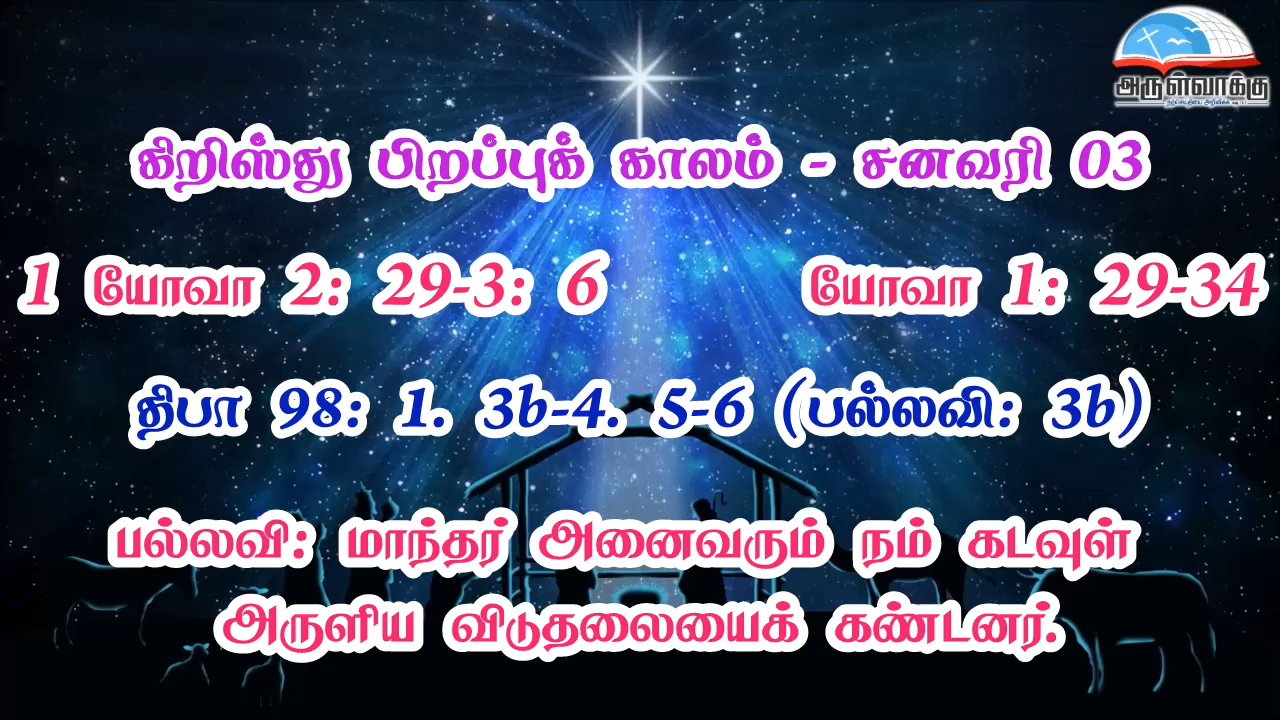 அருள்வாக்கு
கிறிஸ்து பிறப்புக் காலம் - சனவரி 03
1 யோவா 2: 29-3: 6 யோவா 1: 29-34
திபா 98: 1. 3b-4. 5-6 (பல்லவி: 3b)
பல்லவி: மாந்தர் அனைவரும் நம் கடவுள்
அருளிய விடுதலையைக் கண்டனர்.